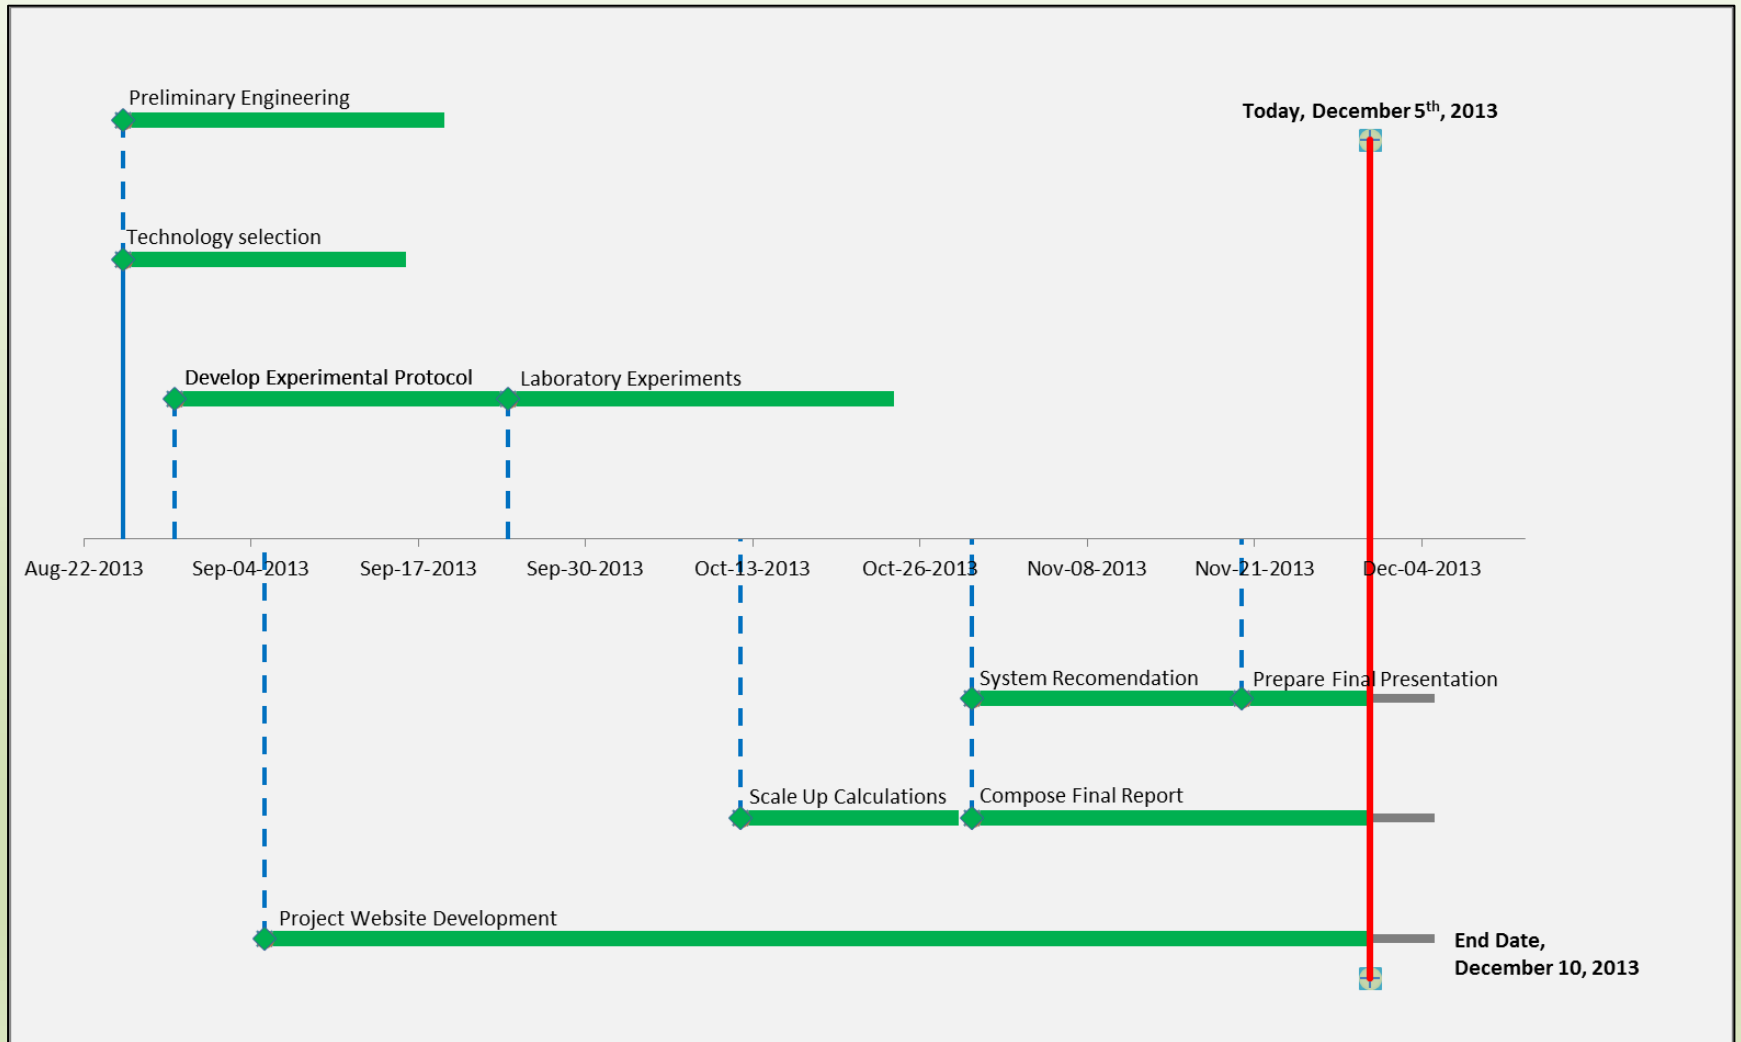 Preliminary Engineering
Today, December 5th, 2013
Technology selection
Develop Experimental Protocol
Laboratory Experiments
Aug-22-2013
Sep-04-2013
Sep-17-2013
Sep-30-2013
Oct-13-2013
Oct-26-2013
Nov-08-2013
Nov-21-2013
Dec-04-2013
System Recomendation
Prepare Final Presentation
Scale Up Calculations
Compose Final Report
Project Website Development
End Date,
December 10, 2013